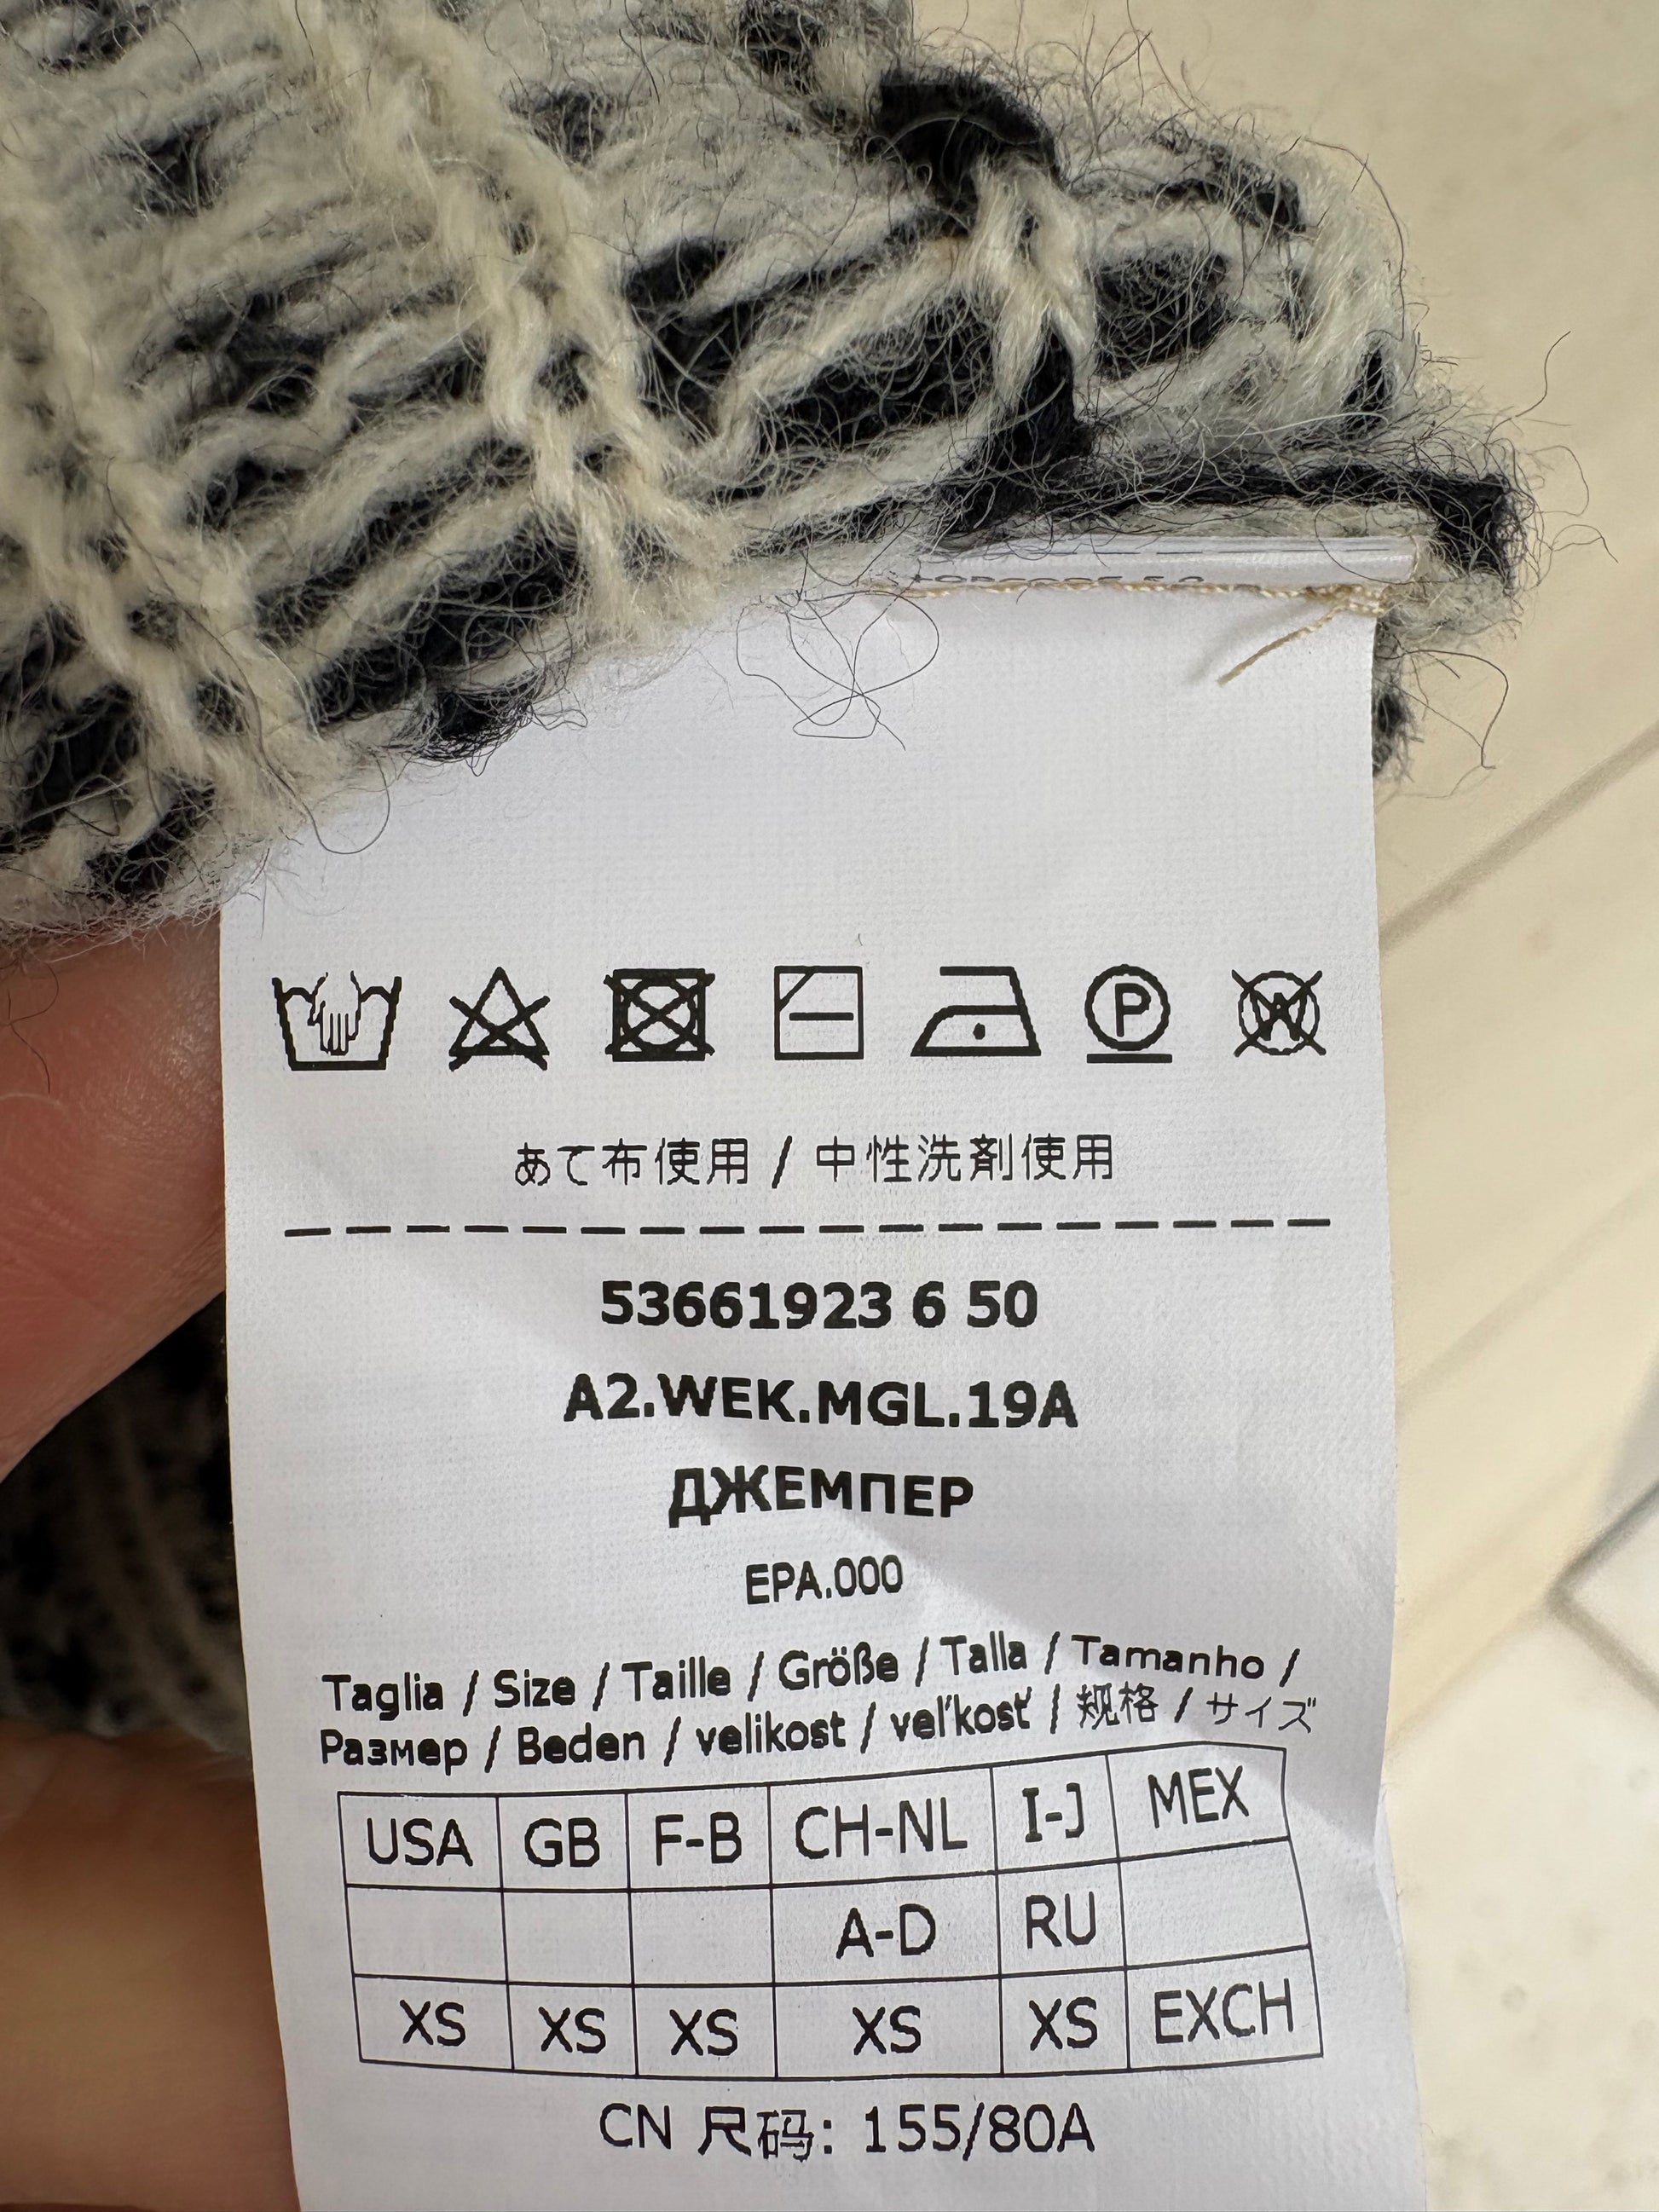 P
W
あて布使用 / 中性洗剤使用
53661923 6 50
A2.WEK.MGL.19A
ДЖЕМПЕР
EPA.000
Taglia / Size / Taille / Größe / Talla / Tamanho /
Размер / Beden / velikost / veľkosť / 规格 / サイズ
USA GB F-B CH-NL I-J MEX
A-D RU
XS XS XS XS XS EXCH
CN 尺码: 155/80A